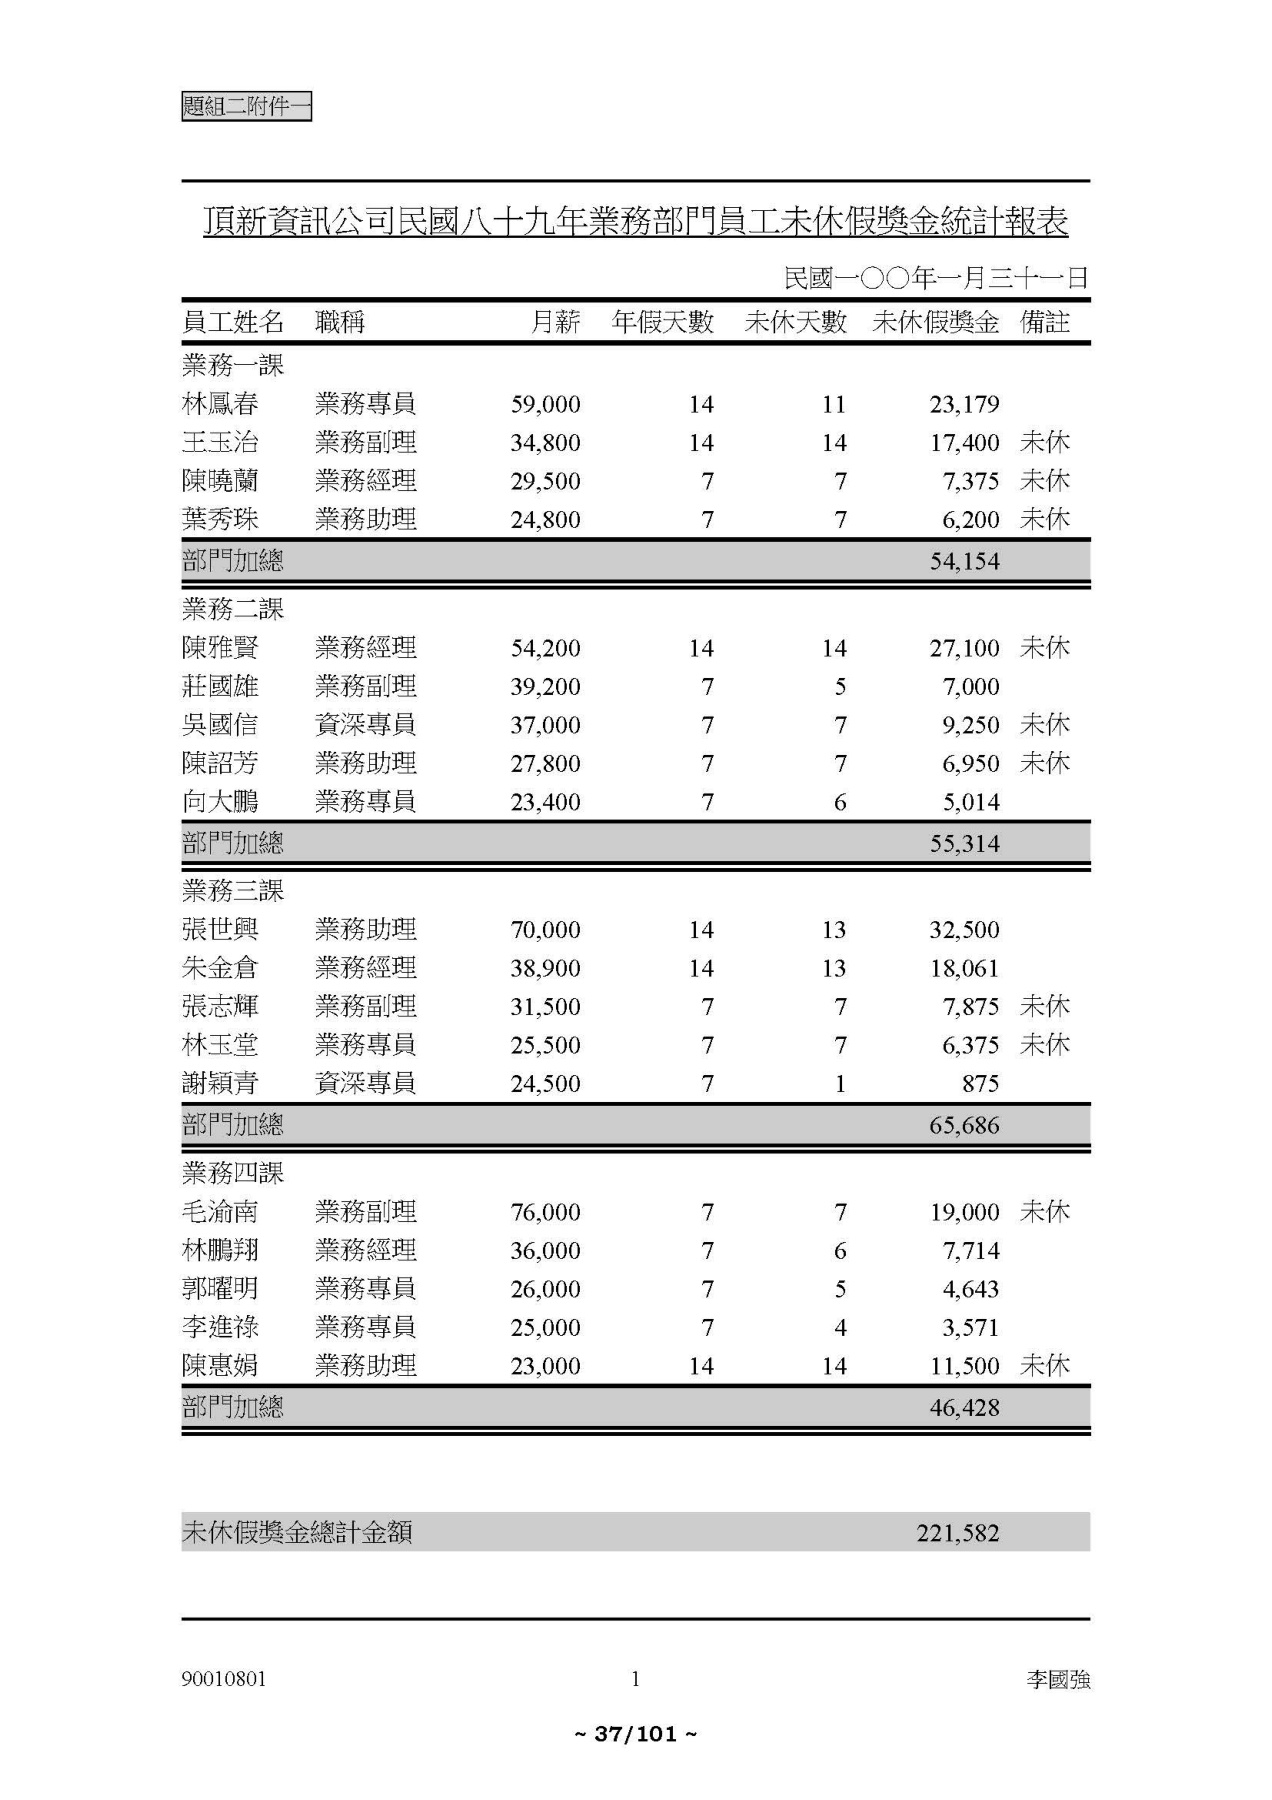 題組二附件一
頂新資訊公司民國八十九年業務部門員工未休假獎金統計報表
民國一〇〇年一月三十一日
員工姓名 職稱 月薪 年假天數 未休天數 未休假獎金 備註
業務一課
林鳳春 業務專員 59,000 14 11 23,179
王玉治 業務副理 34,800 14 14 17,400 未休
陳曉蘭 業務經理 29,500 7 7 7,375 未休
葉秀珠 業務助理 24,800 7 7 6,200 未休
部門加總 54,154
業務二課
陳雅賢 業務經理 54,200 14 14 27,100 未休
莊國雄 業務副理 39,200 7 5 7,000
吳國信 資深專員 37,000 7 7 9,250 未休
陳詔芳 業務助理 27,800 7 7 6,950 未休
向大鵬 業務專員 23,400 7 6 5,014
部門加總 55,314
業務三課
張世興 業務助理 70,000 14 13 32,500
朱金倉 業務經理 38,900 14 13 18,061
張志輝 業務副理 31,500 7 7 7,875 未休
林玉堂 業務專員 25,500 7 7 6,375 未休
謝穎青 資深專員 24,500 7 1 875
部門加總 65,686
業務四課
毛渝南 業務副理 76,000 7 7 19,000 未休
林鵬翔 業務經理 36,000 7 6 7,714
郭曜明 業務專員 26,000 7 5 4,643
李進祿 業務專員 25,000 7 4 3,571
陳惠娟 業務助理 23,000 14 14 11,500 未休
部門加總 46,428
未休假獎金總計金額 221,582
90010801 1 李國強
~ 37/101 ~